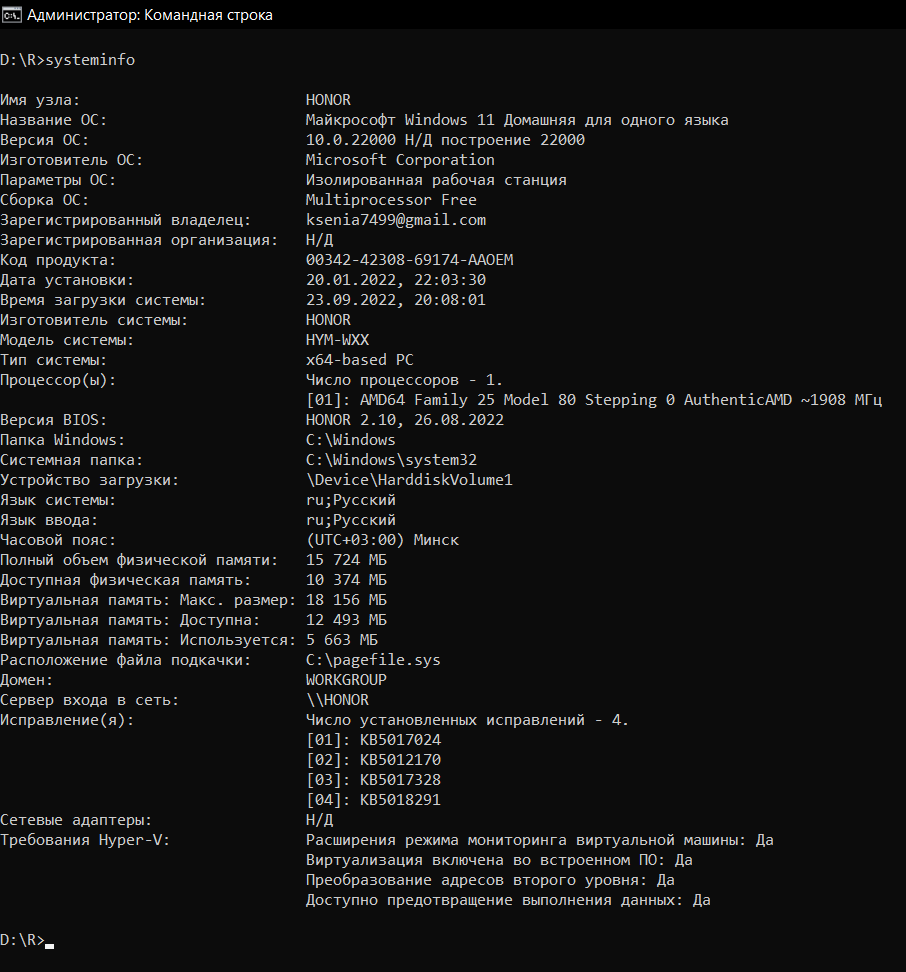 Администратор: Командная строка
D:\R>systeminfo
Имя узла: HONOR
Название ОС: Майкрософт Windows 11 Домашняя для одного языка
Версия ОС: 10.0.22000 Н/Д построение 22000
Изготовитель ОС: Microsoft Corporation
Параметры ОС: Изолированная рабочая станция
Сборка ОС: Multiprocessor Free
Зарегистрированный владелец: ksenia7499@gmail.com
Зарегистрированная организация: Н/Д
Код продукта: 00342-42308-69174-AAOEM
Дата установки: 20.01.2022, 22:03:30
Время загрузки системы: 23.09.2022, 20:08:01
Изготовитель системы: HONOR
Модель системы: HYM-WXX
Тип системы: x64-based PC
Процессор(ы): Число процессоров - 1.
[01]: AMD64 Family 25 Model 80 Stepping 0 AuthenticAMD ~1908 МГц
Версия BIOS: HONOR 2.10, 26.08.2022
Папка Windows: C:\Windows
Системная папка: C:\Windows\system32
Устройство загрузки: \Device\HarddiskVolume1
Язык системы: ru;Русский
Язык ввода: ru;Русский
Часовой пояс: (UTC+03:00) Минск
Полный объем физической памяти: 15 724 МБ
Доступная физическая память: 10 374 МБ
Виртуальная память: Макс. размер: 18 156 МБ
Виртуальная память: Доступна: 12 493 МБ
Виртуальная память: Используется: 5 663 МБ
Расположение файла подкачки: C:\pagefile.sys
Домен: WORKGROUP
Сервер входа в сеть: \\HONOR
Исправление(я): Число установленных исправлений - 4.
[01]: KB5017024
[02]: KB5012170
[03]: KB5017328
[04]: KB5018291
Сетевые адаптеры: Н/Д
Требования Hyper-V: Расширения режима мониторинга виртуальной машины: Да
Виртуализация включена во встроенном ПО: Да
Преобразование адресов второго уровня: Да
Доступно предотвращение выполнения данных: Да
D:\R>